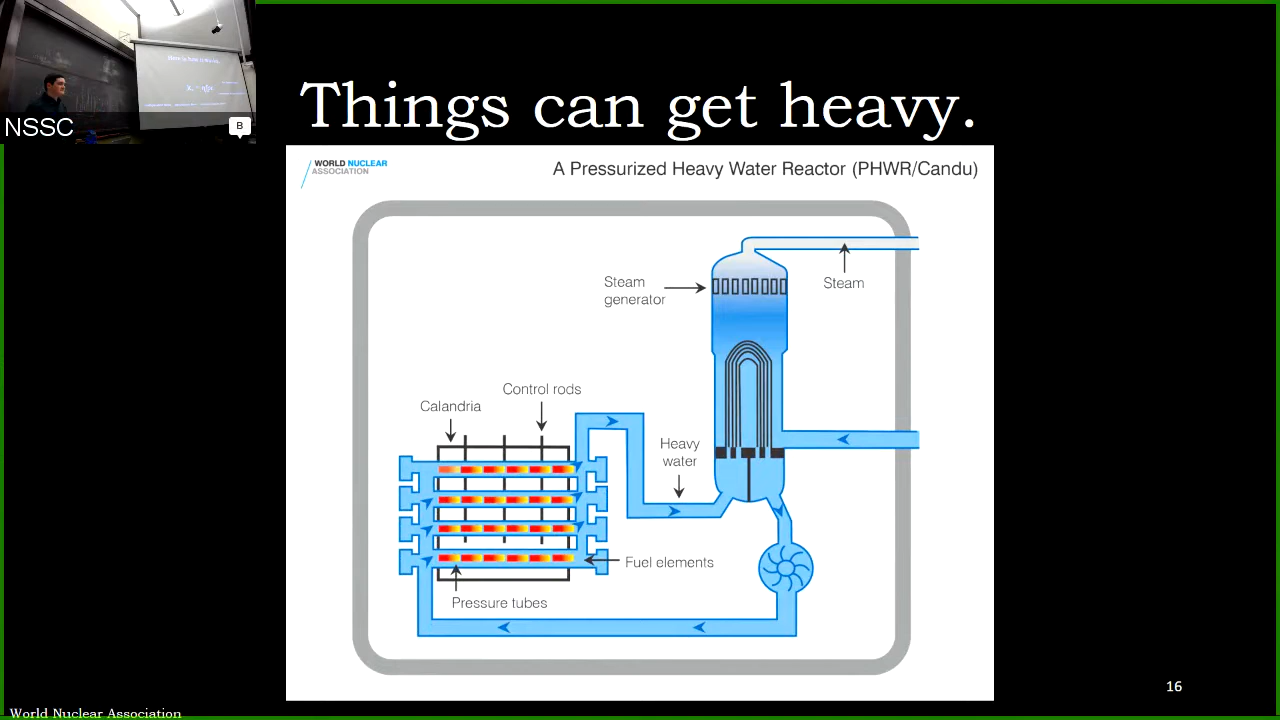 NSSC
B
Things can get heavy.
WORLD NUCLEAR
ASSOCIATION
A Pressurized Heavy Water Reactor (PHWR/Candu)
Steam
generator
Steam
Control rods
Calandria
Heavy
water
Fuel elements
Pressure tubes
16
World Nuclear Association